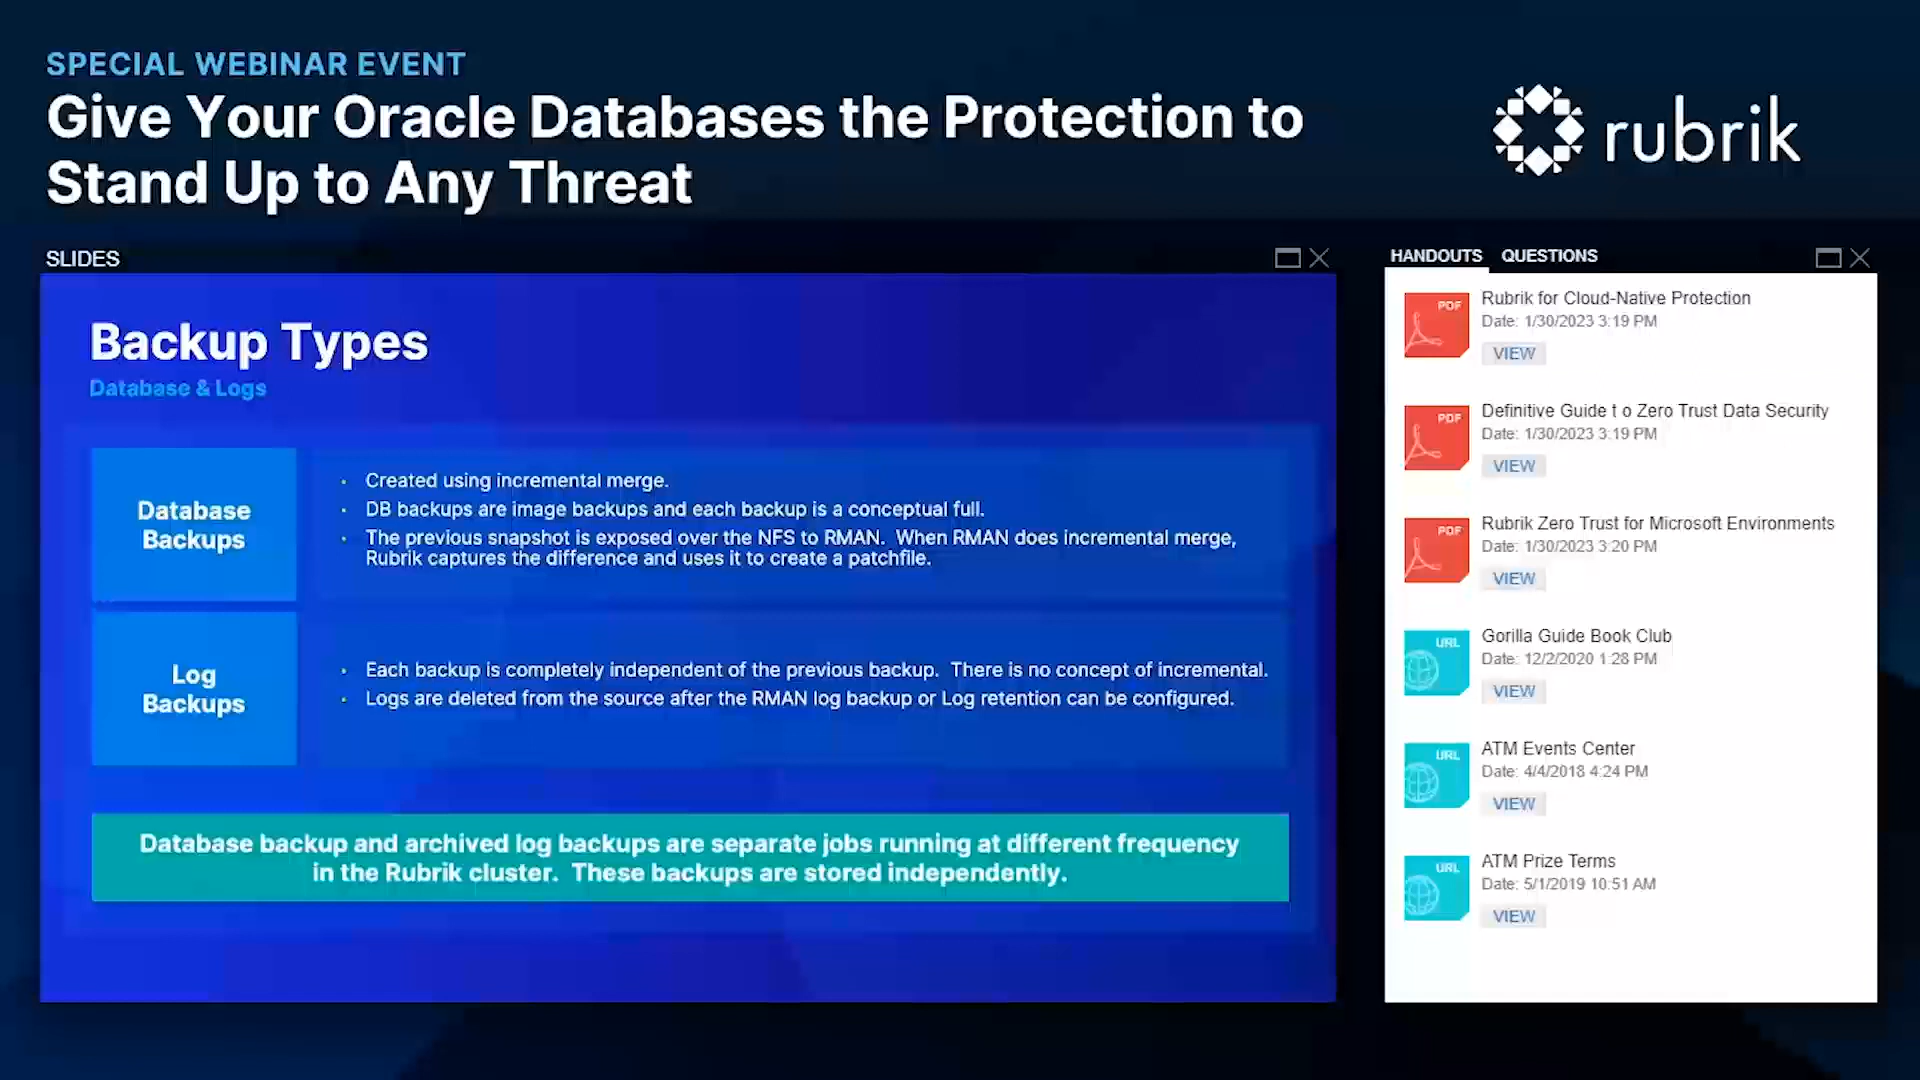 SPECIAL WEBINAR EVENT
Give Your Oracle Databases the Protection to
Stand Up to Any Threat
rubrik
SLIDES
Backup Types
Database & Logs
Database
Backups
· Created using incremental merge.
· DB backups are image backups and each backup is a conceptual full.
· The previous snapshot is exposed over the NFS to RMAN. When RMAN does incremental merge,
Rubrik captures the difference and uses it to create a patchfile.
Log
Backups
· Each backup is completely independent of the previous backup. There is no concept of incremental.
· Logs are deleted from the source after the RMAN log backup or Log retention can be configured.
Database backup and archived log backups are separate jobs running at different frequency
in the Rubrik cluster. These backups are stored independently.
HANDOUTS QUESTIONS
PDF
Rubrik for Cloud-Native Protection
Date: 1/30/2023 3:19 PM
VIEW
PDF
Definitive Guide t o Zero Trust Data Security
Date: 1/30/2023 3:19 PM
VIEW
PDF
Rubrik Zero Trust for Microsoft Environments
Date: 1/30/2023 3:20 PM
VIEW
URL
Gorilla Guide Book Club
Date: 12/2/2020 1:28 PM
VIEW
URL
ATM Events Center
Date: 4/4/2018 4:24 PM
VIEW
URL
ATM Prize Terms
Date: 5/1/2019 10:51 AM
VIEW